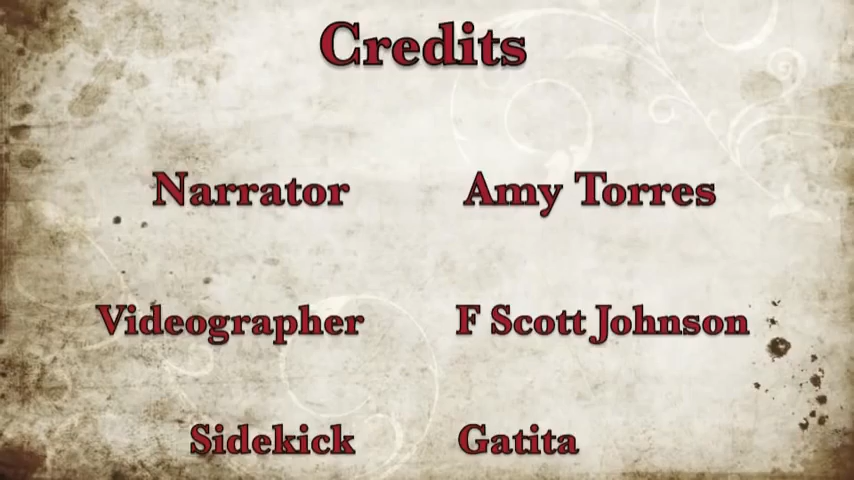 Credits
Narrator Amy Torres
Videographer F Scott Johnson
Sidekick Gatita